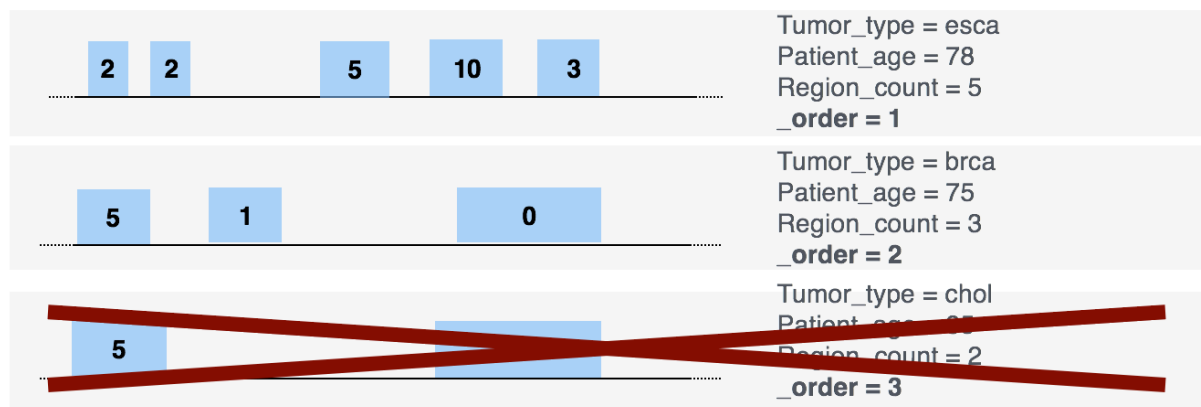 2 2 5 10 3
Tumor_type = esca
Patient_age = 78
Region_count = 5
_order = 1
5 1 0
Tumor_type = brca
Patient_age = 75
Region_count = 3
_order = 2
5
Tumor_type = chol
Patient_age
Region_count = 2
_order = 3